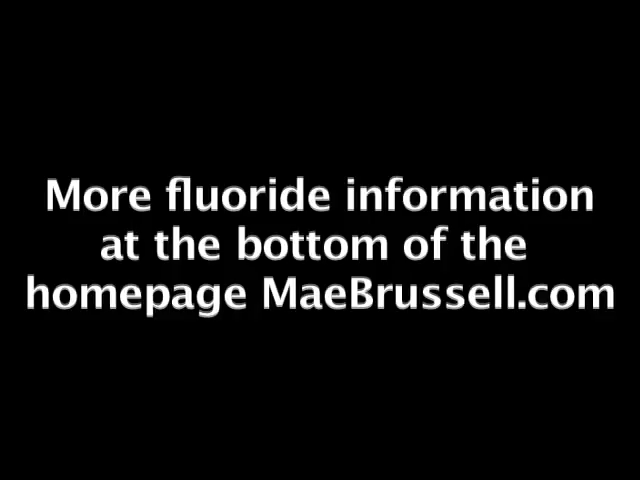 More fluoride information
at the bottom of the
homepage MaeBrussell.com